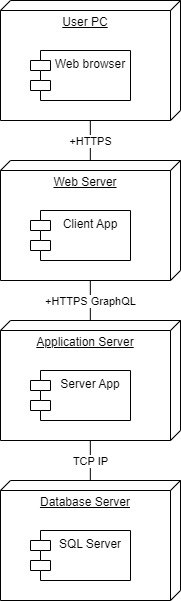 User PC
Web browser
+HTTPS
Web Server
Client App
+HTTPS GraphQL
Application Server
Server App
TCP IP
Database Server
SQL Server